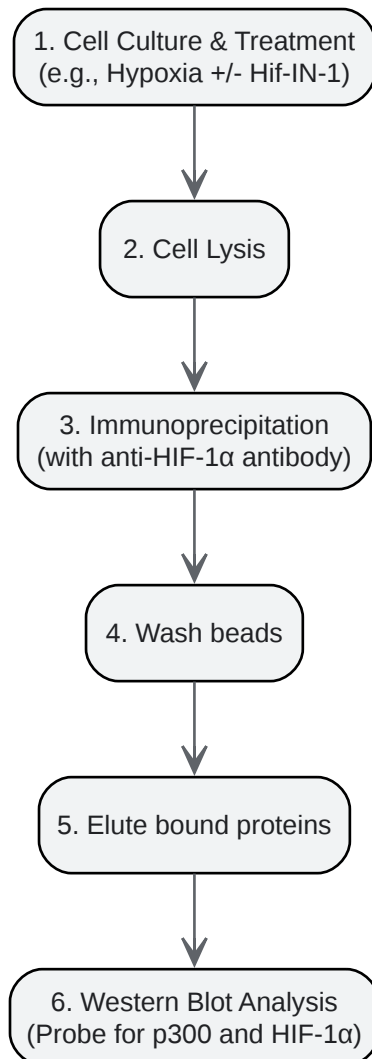 1. Cell Culture & Treatment
(e.g., Hypoxia +/- Hif-IN-1)
2. Cell Lysis
3. Immunoprecipitation
(with anti-HIF-1α antibody)
4. Wash beads
5. Elute bound proteins
6. Western Blot Analysis
(Probe for p300 and HIF-1α)